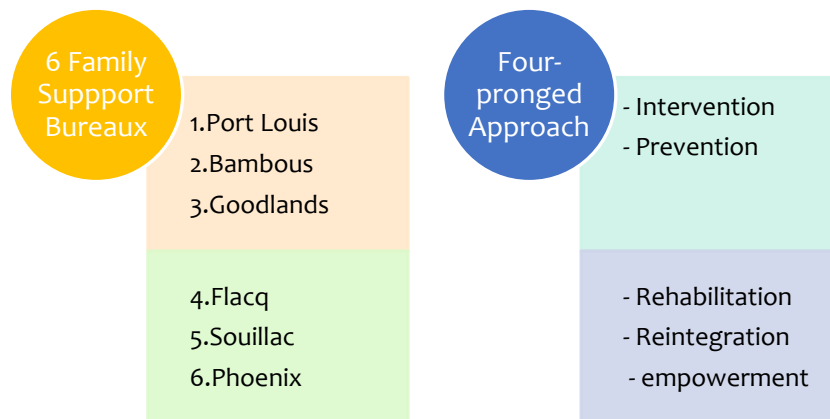 6 Family
Suppport
Bureaux
1.Port Louis
2.Bambous
3.Goodlands
4.Flacq
5.Souillac
6.Phoenix
Four-
pronged
Approach
- Intervention
- Prevention
- Rehabilitation
- Reintegration
- empowerment